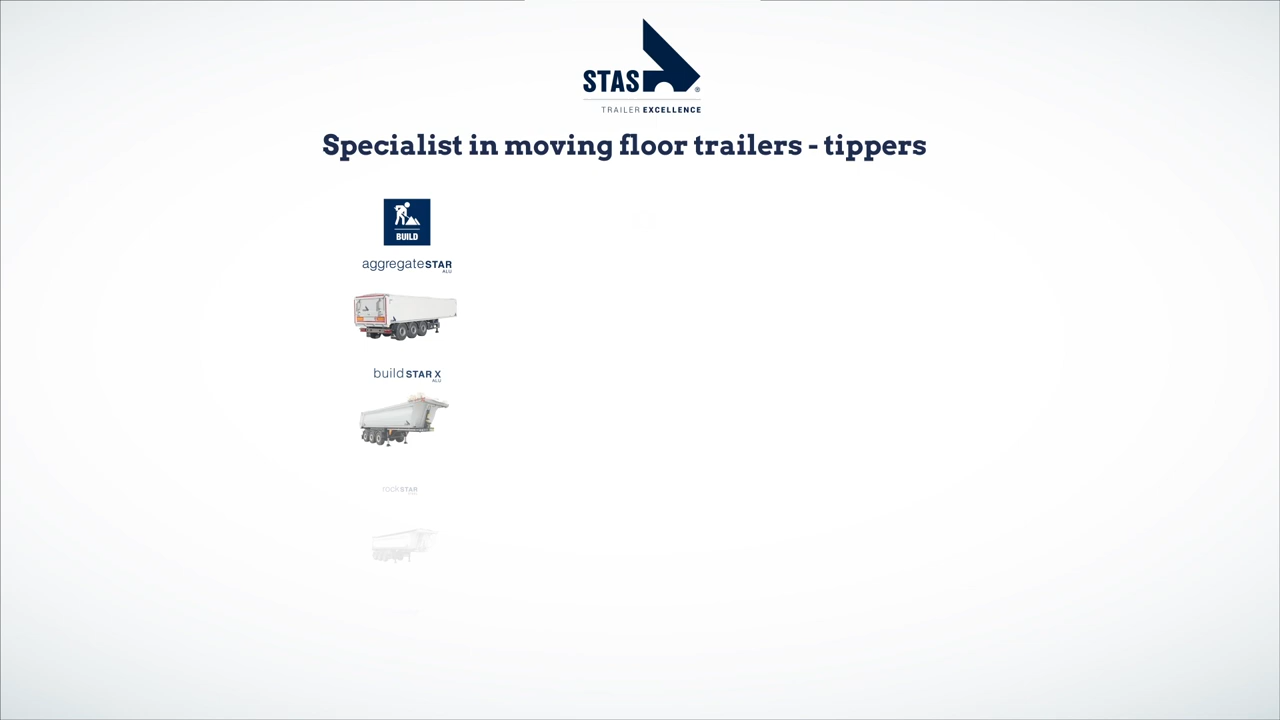 STAS®
TRAILER EXCELLENCE
Specialist in moving floor trailers - tippers
BUILD
aggregateSTAR
ALU
buildSTAR X
ALU
rockSTAR